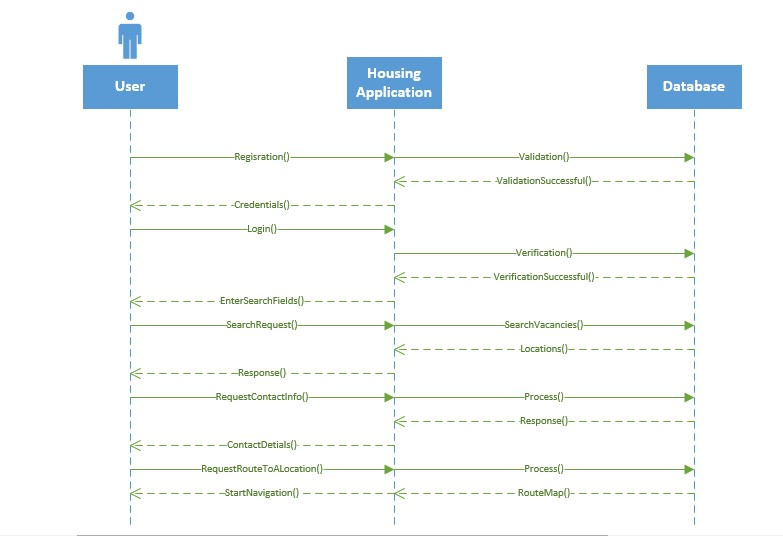 User
Housing
Application
Database
Regisration()
Validation()
ValidationSuccessful()
Credentials()
Login()
Verification()
VerificationSuccessful()
EnterSearchFields()
SearchRequest()
SearchVacancies()
Locations()
Response()
RequestContactInfo()
Process()
Response()
ContactDetials()
RequestRouteToALocation()
Process()
StartNavigation()
RouteMap()